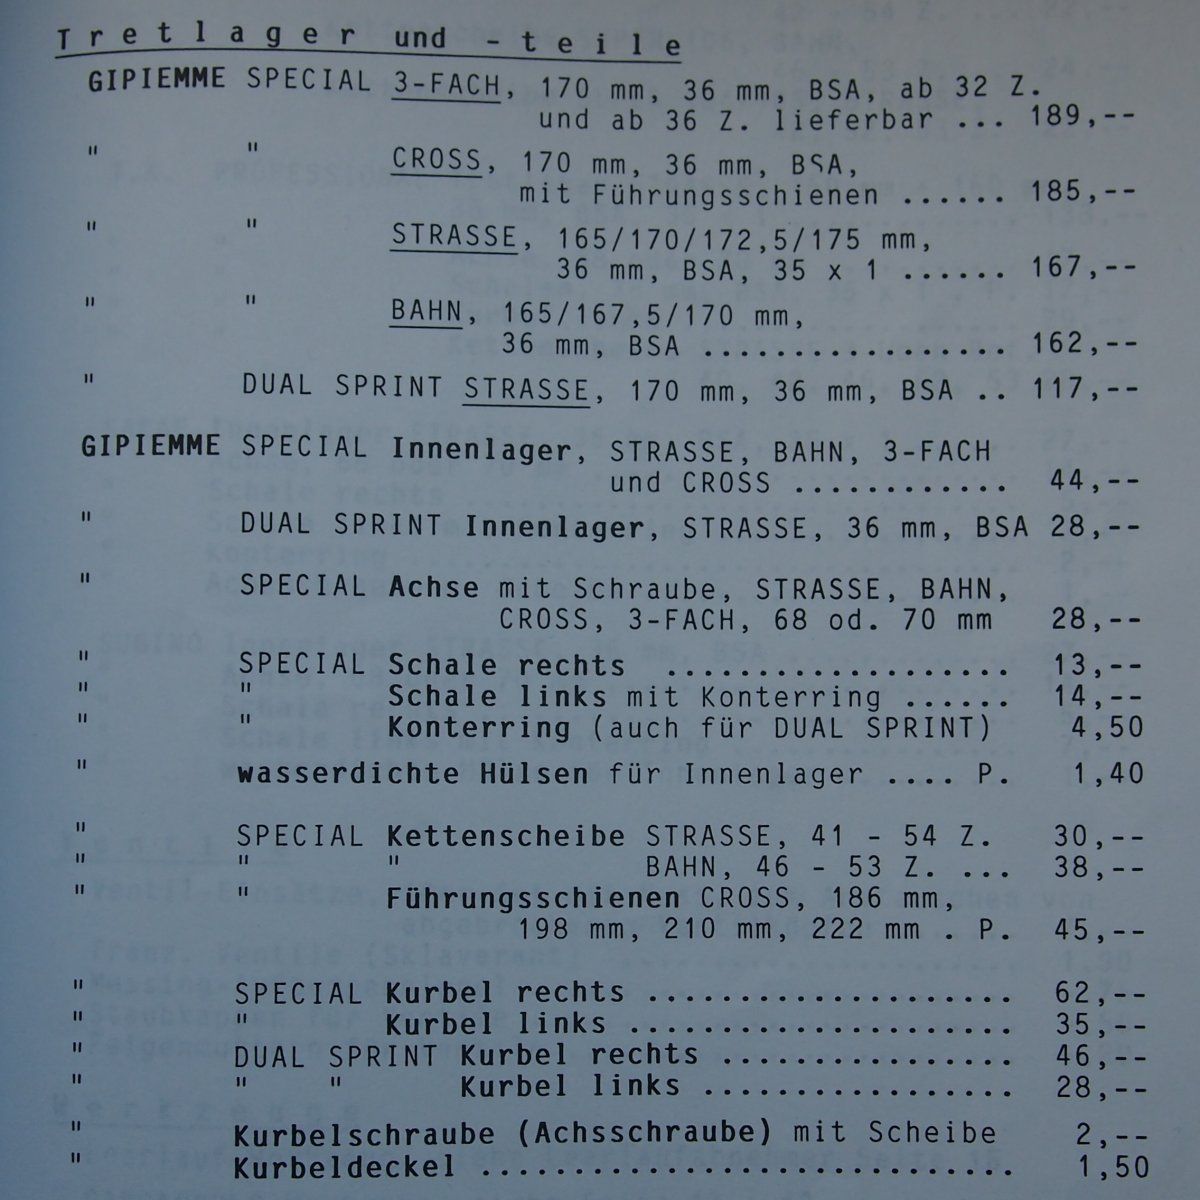 Tretlager und -teile
GIPIEMME SPECIAL 3-FACH, 170 mm, 36 mm, BSA, ab 32 Z.
und ab 36 Z. lieferbar ... 189,--
" " CROSS, 170 mm, 36 mm, BSA,
mit Führungsschienen ...... 185,--
" " STRASSE, 165/170/172,5/175 mm,
36 mm, BSA, 35 x 1 ...... 167,--
" " BAHN, 165/167,5/170 mm,
36 mm, BSA ................. 162,--
" DUAL SPRINT STRASSE, 170 mm, 36 mm, BSA .. 117,--
GIPIEMME SPECIAL Innenlager, STRASSE, BAHN, 3-FACH
und CROSS ............ 44,--
" DUAL SPRINT Innenlager, STRASSE, 36 mm, BSA 28,--
" SPECIAL Achse mit Schraube, STRASSE, BAHN,
CROSS, 3-FACH, 68 od. 70 mm 28,--
" SPECIAL Schale rechts ................... 13,--
" " Schale links mit Konterring ...... 14,--
" " Konterring (auch für DUAL SPRINT) 4,50
" wasserdichte Hülsen für Innenlager .... P. 1,40
" SPECIAL Kettenscheibe STRASSE, 41 - 54 Z. 30,--
" " " BAHN, 46 - 53 Z. ... 38,--
" " Führungsschienen CROSS, 186 mm,
198 mm, 210 mm, 222 mm . P. 45,--
" SPECIAL Kurbel rechts .................... 62,--
" " Kurbel links ..................... 35,--
" DUAL SPRINT Kurbel rechts ................ 46,--
" " " Kurbel links ................. 28,--
" Kurbelschraube (Achsschraube) mit Scheibe 2,--
" Kurbeldeckel ............................. 1,50